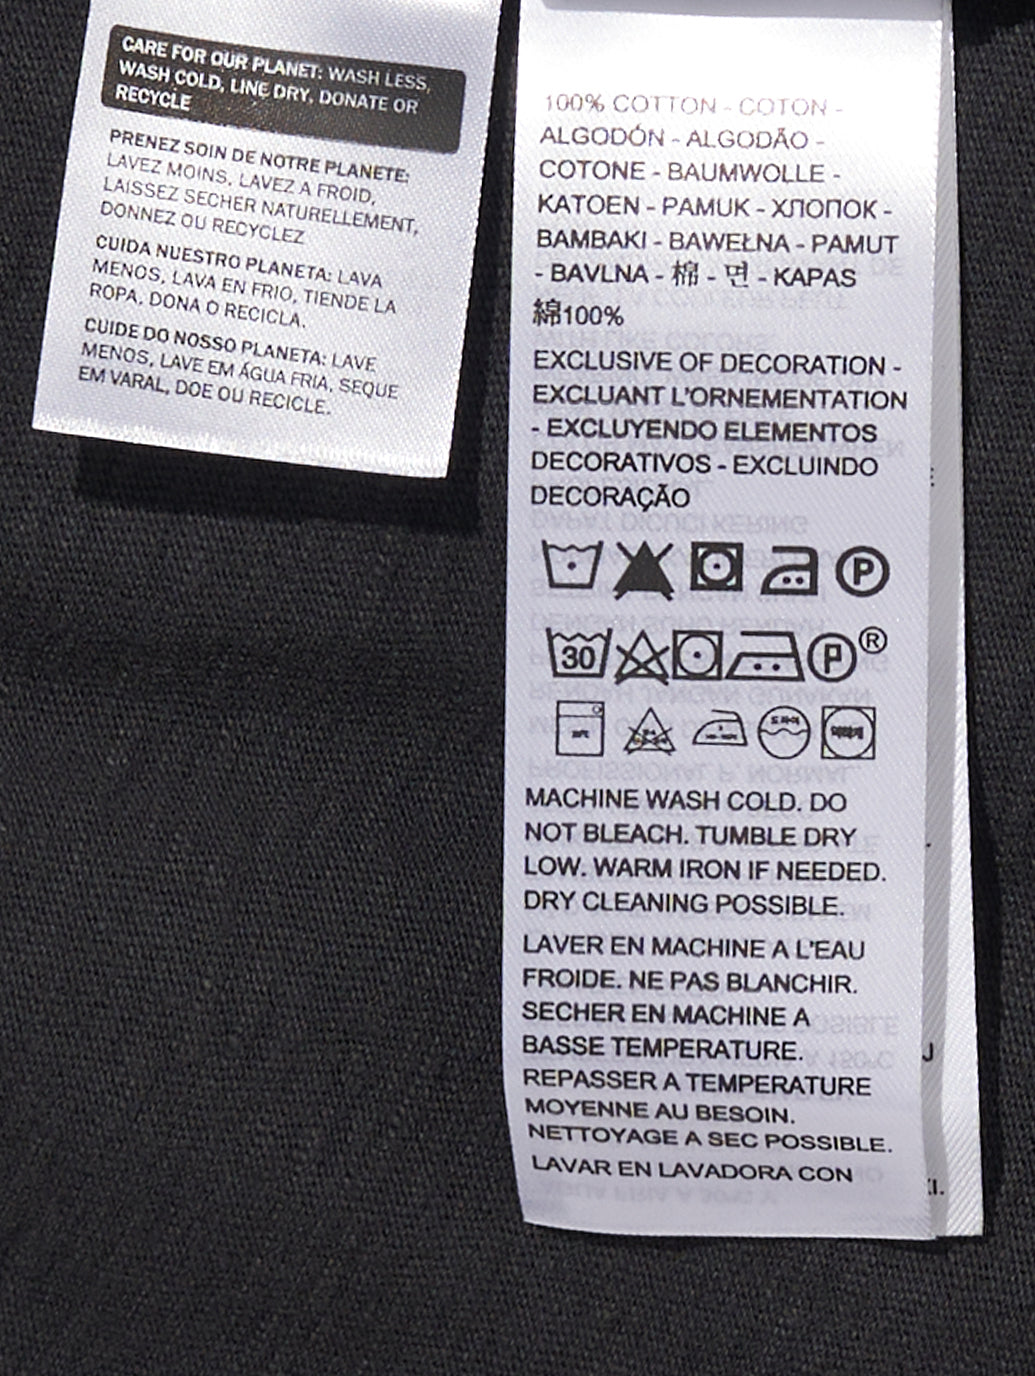 CARE FOR OUR PLANET: WASH LESS,
WASH COLD, LINE DRY, DONATE OR
RECYCLE
PRENEZ SOIN DE NOTRE PLANETE:
LAVEZ MOINS, LAVEZ A FROID,
LAISSEZ SECHER NATURELLEMENT,
DONNEZ OU RECYCLEZ
CUIDA NUESTRO PLANETA: LAVA
MENOS, LAVA EN FRIO, TIENDE LA
ROPA, DONA O RECICLA.
CUIDE DO NOSSO PLANETA: LAVE
MENOS, LAVE EM ÁGUA FRIA, SEQUE
EM VARAL, DOE OU RECICLE.
100% COTTON - COTON -
ALGODÓN - ALGODÃO -
COTONE - BAUMWOLLE -
KATOEN - PAMUK - ХЛОПОК -
BAMBAKI - BAWEŁNA - PAMUT
- BAVLNA - 棉 - 면 - KAPAS
綿100%
EXCLUSIVE OF DECORATION -
EXCLUANT L'ORNEMENTATION
- EXCLUYENDO ELEMENTOS
DECORATIVOS - EXCLUINDO
DECORAÇÃO
P
30 P ®
MACHINE WASH COLD. DO
NOT BLEACH. TUMBLE DRY
LOW. WARM IRON IF NEEDED.
DRY CLEANING POSSIBLE.
LAVER EN MACHINE A L'EAU
FROIDE. NE PAS BLANCHIR.
SECHER EN MACHINE A
BASSE TEMPERATURE.
REPASSER A TEMPERATURE
MOYENNE AU BESOIN.
NETTOYAGE A SEC POSSIBLE.
LAVAR EN LAVADORA CON